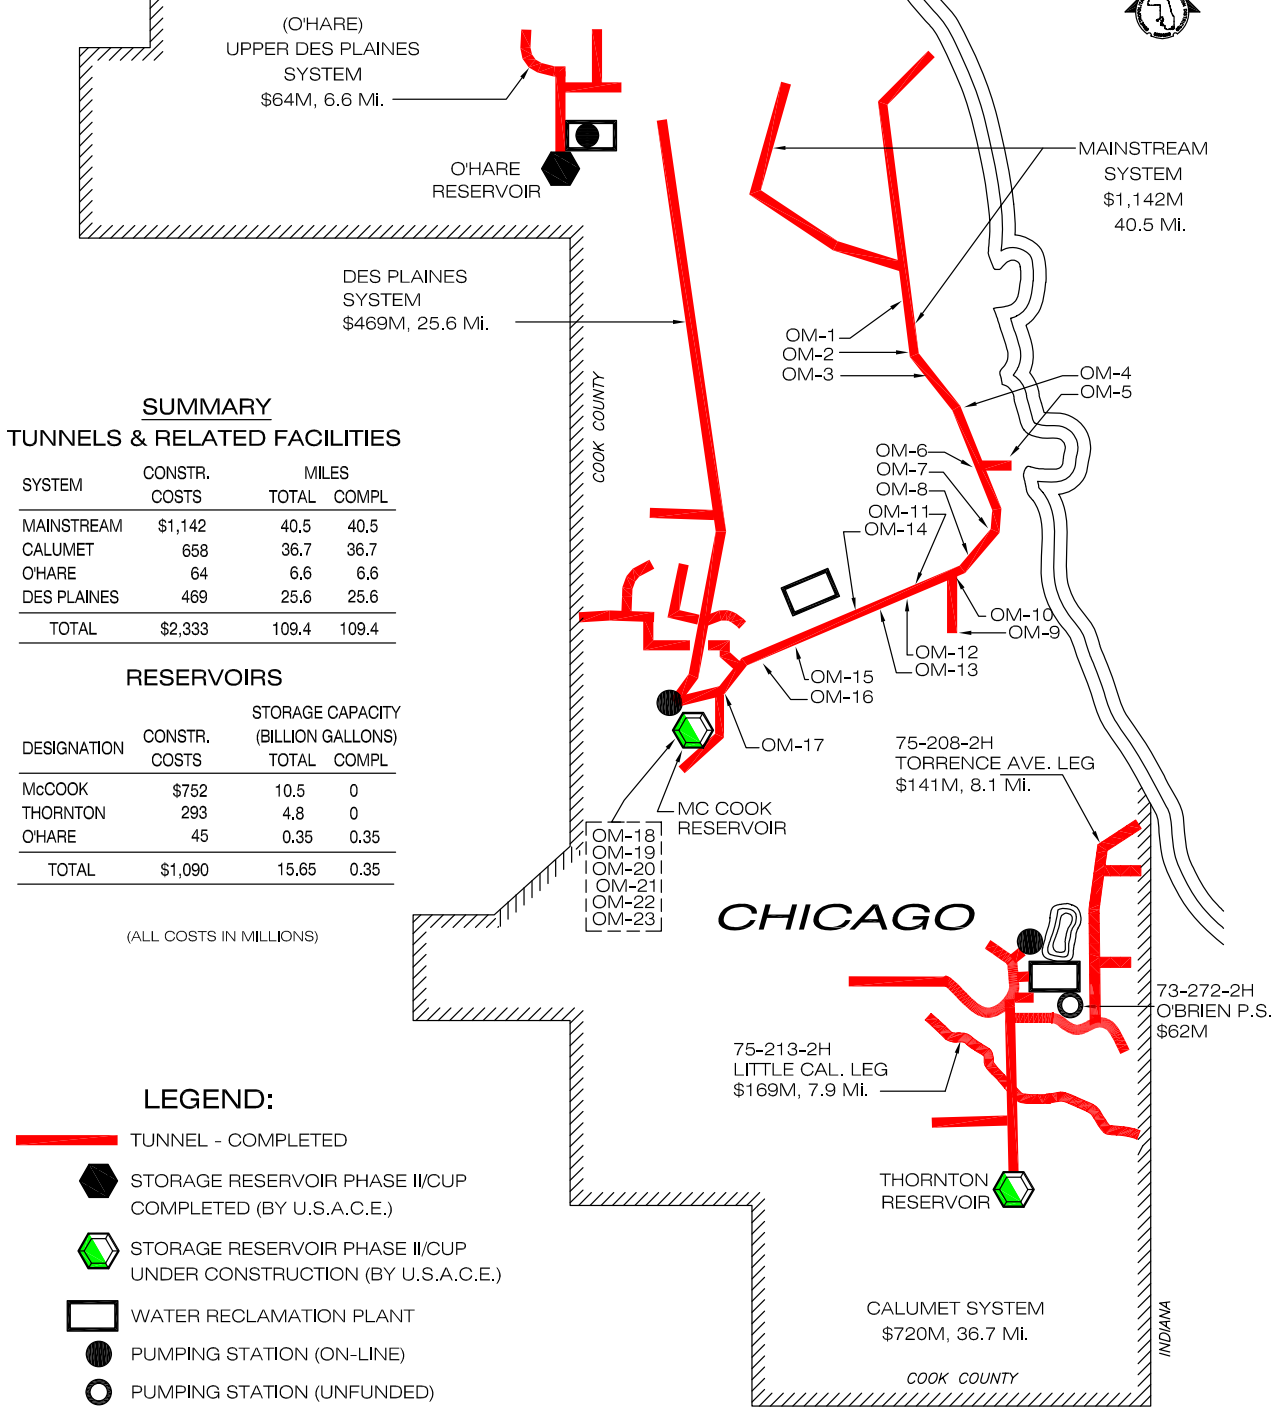 (O'HARE)
UPPER DES PLAINES
SYSTEM
$64M, 6.6 Mi.
O'HARE
RESERVOIR
MAINSTREAM
SYSTEM
$1,142M
40.5 Mi.
DES PLAINES
SYSTEM
$469M, 25.6 Mi.
OM-1
OM-2
OM-3
OM-4
OM-5
COOK COUNTY
OM-6
OM-7
OM-8
OM-11
OM-14
OM-10
OM-9
OM-12
OM-13
OM-15
OM-16
OM-17
SUMMARY
TUNNELS & RELATED FACILITIES
SYSTEM CONSTR. COSTS MILES TOTAL COMPL
MAINSTREAM $1,142 40.5 40.5
CALUMET 658 36.7 36.7
O'HARE 64 6.6 6.6
DES PLAINES 469 25.6 25.6
TOTAL $2,333 109.4 109.4
RESERVOIRS
DESIGNATION CONSTR. COSTS STORAGE CAPACITY (BILLION GALLONS) TOTAL COMPL
McCOOK $752 10.5 0
THORNTON 293 4.8 0
O'HARE 45 0.35 0.35
TOTAL $1,090 15.65 0.35
(ALL COSTS IN MILLIONS)
MC COOK
RESERVOIR
OM-18
OM-19
OM-20
OM-21
OM-22
OM-23
75-208-2H
TORRENCE AVE. LEG
$141M, 8.1 Mi.
CHICAGO
73-272-2H
O'BRIEN P.S.
$62M
75-213-2H
LITTLE CAL. LEG
$169M, 7.9 Mi.
THORNTON
RESERVOIR
CALUMET SYSTEM
$720M, 36.7 Mi.
COOK COUNTY
INDIANA
LEGEND:
TUNNEL - COMPLETED
STORAGE RESERVOIR PHASE II/CUP
COMPLETED (BY U.S.A.C.E.)
STORAGE RESERVOIR PHASE II/CUP
UNDER CONSTRUCTION (BY U.S.A.C.E.)
WATER RECLAMATION PLANT
PUMPING STATION (ON-LINE)
PUMPING STATION (UNFUNDED)